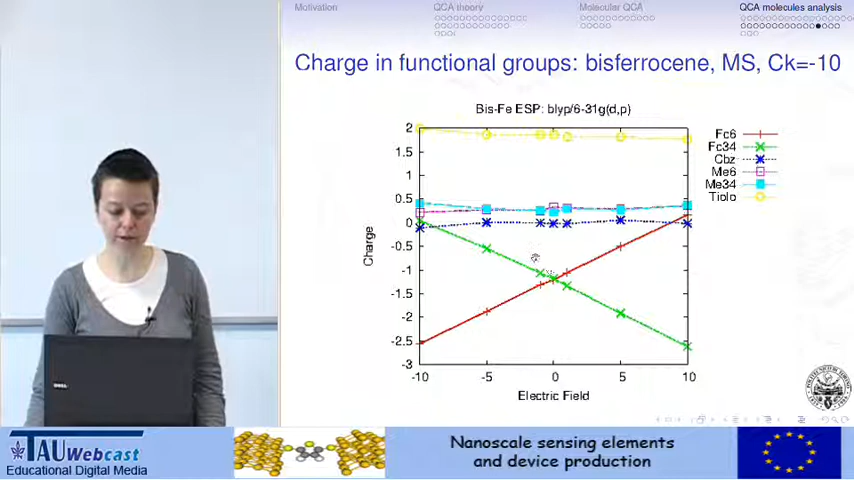 Motivation
QCA theory
Molecular QCA
QCA molecules analysis
Charge in functional groups: bisferrocene, MS, Ck=-10
Bis-Fe ESP: blyp/6-31g(d,p)
Fc6
Fc34
Cbz
Me6
Me34
Tiolo
2
1.5
1
0.5
0
-0.5
-1
-1.5
-2
-2.5
-3
Charge
-10
-5
0
5
10
Electric Field
DELL
TAU Webcast
Educational Digital Media
Nanoscale sensing elements
and device production